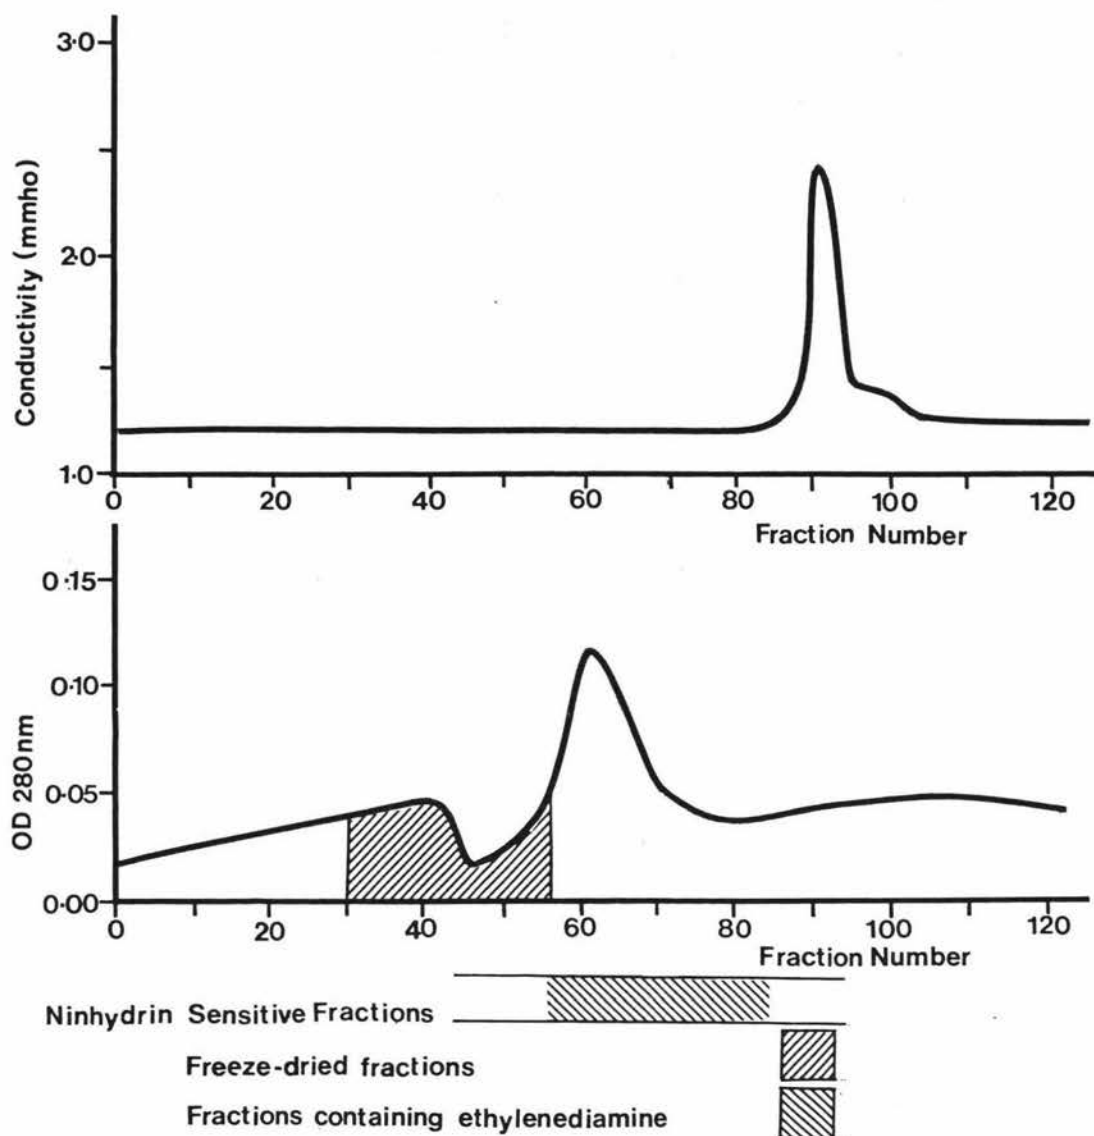 3·0
2·0
1·0
Conductivity (mmho)
0 20 40 60 80 100 120
Fraction Number
0·15
0·10
0·05
0·00
OD 280nm
0 20 40 60 80 100 120
Fraction Number
Ninhydrin Sensitive Fractions
Freeze-dried fractions
Fractions containing ethylenediamine